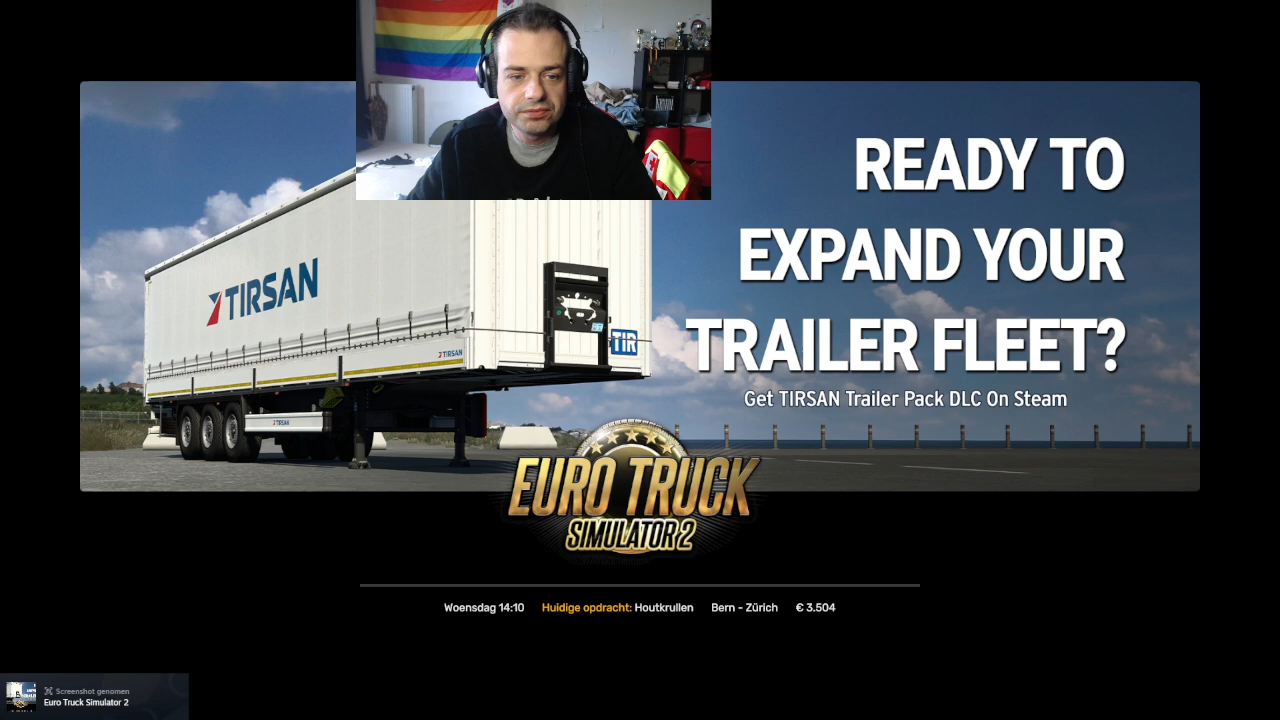 READY TO
EXPAND YOUR
TRAILER FLEET?
Get TIRSAN Trailer Pack DLC On Steam
TIRSAN
TIRSAN
TIRSAN
TIR
EURO TRUCK
SIMULATOR 2
Woensdag 14:10 Huidige opdracht: Houtkrullen Bern - Zürich € 3.504
Screenshot genomen
Euro Truck Simulator 2